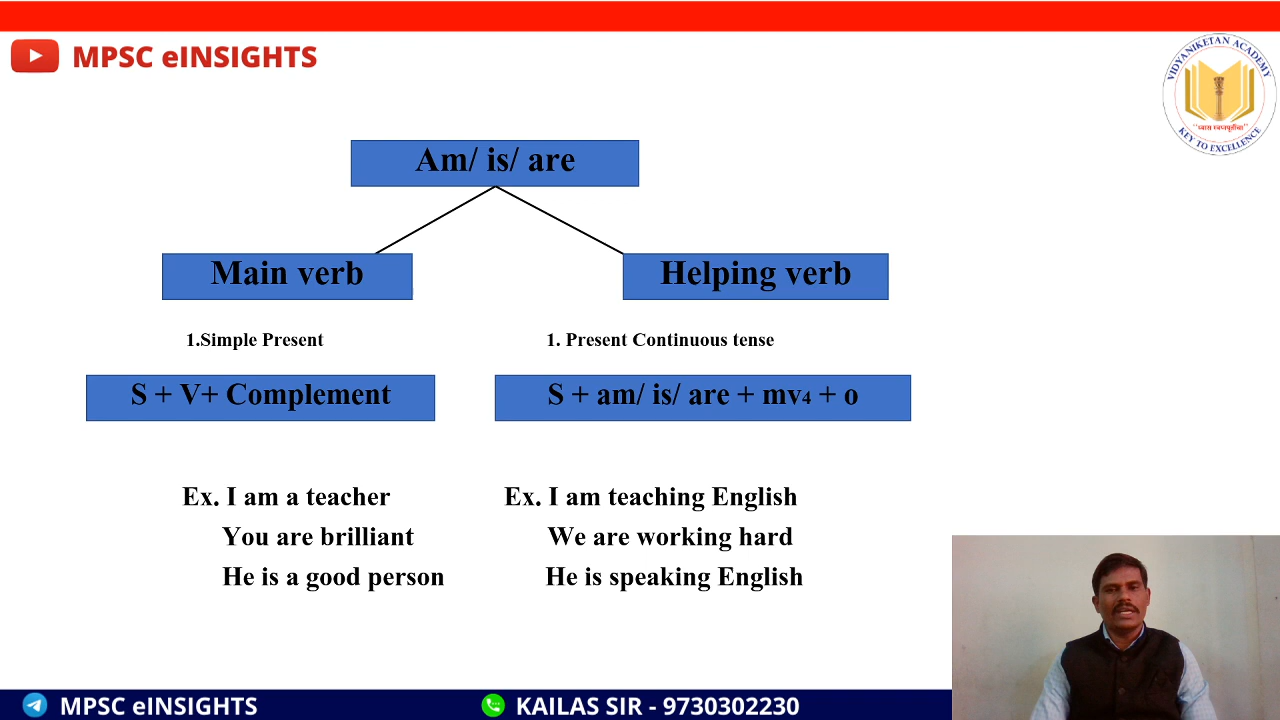 MPSC eINSIGHTS
VIDYANIKETAN ACADEMY
"ध्यास स्वप्नपूर्तीचा"
KEY TO EXCELLENCE
Am/ is/ are
Main verb
Helping verb
1.Simple Present
1. Present Continuous tense
S + V+ Complement
S + am/ is/ are + mv4 + o
Ex. I am a teacher
You are brilliant
He is a good person
Ex. I am teaching English
We are working hard
He is speaking English
MPSC eINSIGHTS
KAILAS SIR - 9730302230